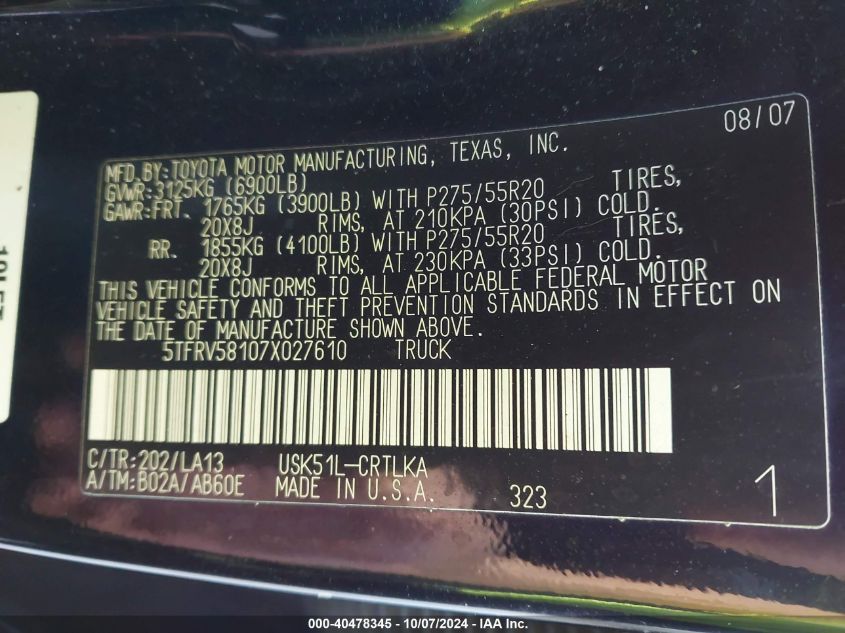 08/07
MFD.BY:TOYOTA MOTOR MANUFACTURING, TEXAS, INC.
GVWR:3125KG (6900LB)
GAWR:FRT. 1765KG (3900LB) WITH P275/55R20 TIRES,
20X8J RIMS, AT 210KPA (30PSI) COLD.
RR. 1855KG (4100LB) WITH P275/55R20 TIRES,
20X8J RIMS, AT 230KPA (33PSI) COLD.
THIS VEHICLE CONFORMS TO ALL APPLICABLE FEDERAL MOTOR
VEHICLE SAFETY AND THEFT PREVENTION STANDARDS IN EFFECT ON
THE DATE OF MANUFACTURE SHOWN ABOVE.
5TFRV58107X027610 TRUCK
C/TR:202/LA13 USK51L-CRTLKA
A/TM:B02A/AB60E MADE IN U.S.A. 323
1
000-40478345 - 10/07/2024 - IAA Inc.